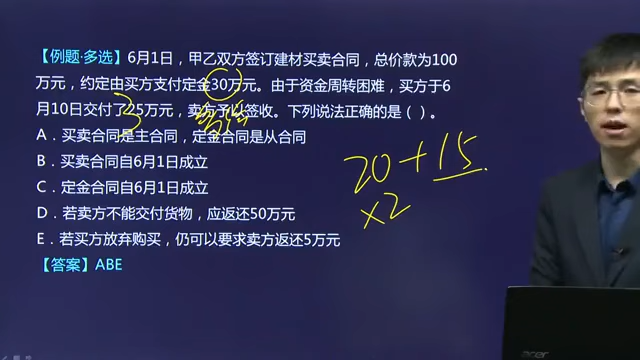 【例题·多选】6月1日，甲乙双方签订建材买卖合同，总价款为100
万元，约定由买方支付定金30万元。由于资金周转困难，买方于6
月10日交付了25万元，卖方予以签收。下列说法正确的是（ ）。
A．买卖合同是主合同，定金合同是从合同
B．买卖合同自6月1日成立
C．定金合同自6月1日成立
D．若卖方不能交付货物，应返还50万元
E．若买方放弃购买，仍可以要求卖方返还5万元
【答案】ABE
3
20+15
×2
acer